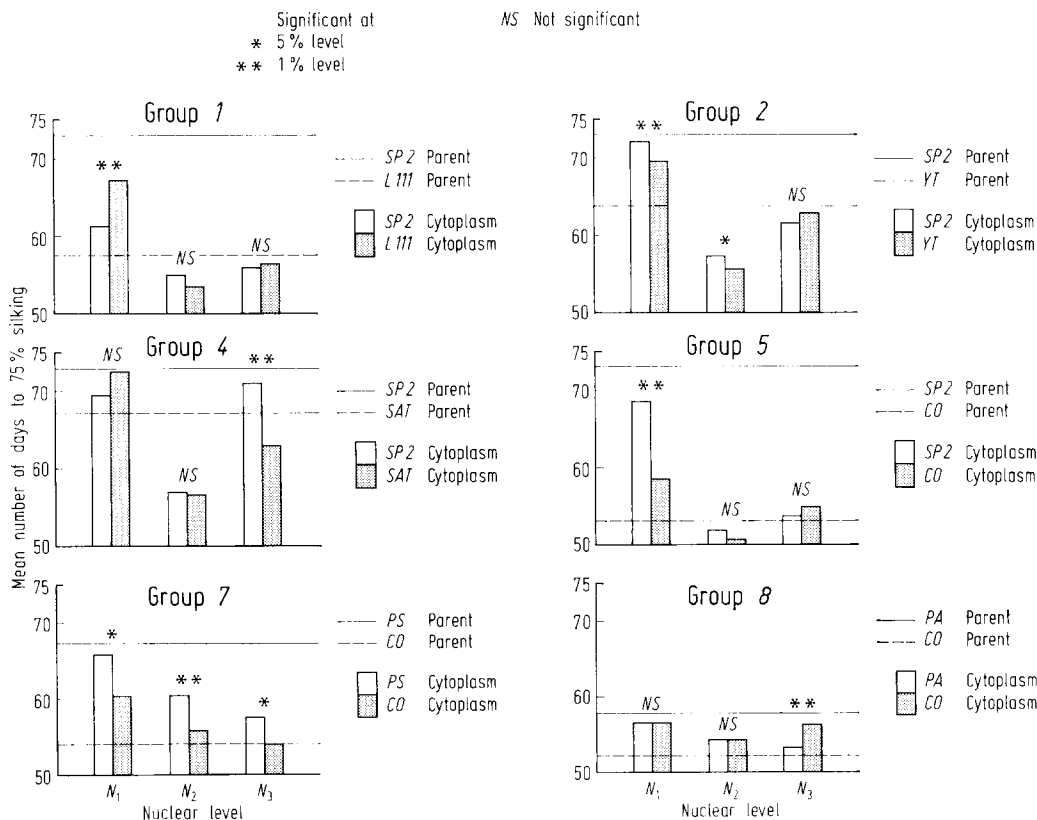 Significant at
* 5% level
** 1% level
NS Not significant
Mean number of days to 75% silking
Group 1
75
70
60
50
**
NS
NS
SP2 Parent
L111 Parent
SP2 Cytoplasm
L111 Cytoplasm
Group 2
75
70
60
50
**
*
NS
SP2 Parent
YT Parent
SP2 Cytoplasm
YT Cytoplasm
Group 4
75
70
60
50
NS
NS
**
SP2 Parent
SAT Parent
SP2 Cytoplasm
SAT Cytoplasm
Group 5
75
70
60
50
**
NS
NS
SP2 Parent
CO Parent
SP2 Cytoplasm
CO Cytoplasm
Group 7
75
70
60
50
*
**
*
N1 N2 N3
Nuclear level
PS Parent
CO Parent
PS Cytoplasm
CO Cytoplasm
Group 8
75
70
60
50
NS
NS
**
N1 N2 N3
Nuclear level
PA Parent
CO Parent
PA Cytoplasm
CO Cytoplasm